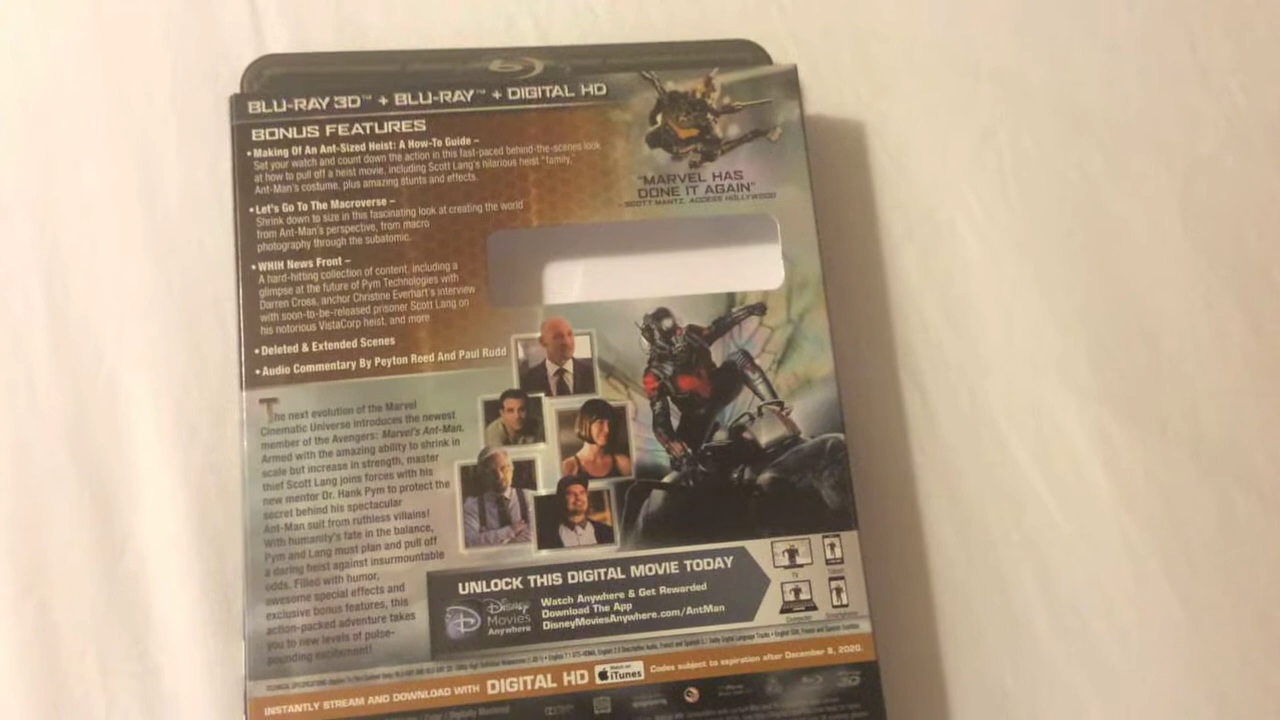 BLU-RAY 3D™ + BLU-RAY™ + DIGITAL HD
BONUS FEATURES
• Making Of An Ant-Sized Heist: A How-To Guide –
Set your watch and count down the action in this fast-paced behind-the-scenes look
at how to pull off a heist movie, including Scott Lang's hilarious heist "family,"
Ant-Man's costume, plus amazing stunts and effects.
• Let's Go To The Macroverse –
Shrink down to size in this fascinating look at creating the world
from Ant-Man's perspective, from macro
photography through the subatomic.
• WHIH News Front –
A hard-hitting collection of content, including a
glimpse at the future of Pym Technologies with
Darren Cross, anchor Christine Everhart's interview
with soon-to-be-released prisoner Scott Lang on
his notorious VistaCorp heist, and more.
• Deleted & Extended Scenes
• Audio Commentary By Peyton Reed And Paul Rudd
"MARVEL HAS
DONE IT AGAIN"
- SCOTT MANTZ, ACCESS HOLLYWOOD
The next evolution of the Marvel
Cinematic Universe introduces the newest
member of the Avengers: Marvel's Ant-Man.
Armed with the amazing ability to shrink in
scale but increase in strength, master
thief Scott Lang joins forces with his
new mentor Dr. Hank Pym to protect the
secret behind his spectacular
Ant-Man suit from ruthless villains!
With humanity's fate in the balance,
Pym and Lang must plan and pull off
a daring heist against insurmountable
odds. Filled with humor,
awesome special effects and
exclusive bonus features, this
action-packed adventure takes
you to new levels of pulse-
pounding excitement!
UNLOCK THIS DIGITAL MOVIE TODAY
Disney
Movies
Anywhere
Watch Anywhere & Get Rewarded
Download The App
DisneyMoviesAnywhere.com/AntMan
TV
Tablet
Computer
Smartphone
INSTANTLY STREAM AND DOWNLOAD WITH DIGITAL HD
iTunes
Codes subject to expiration after December 8, 2020.